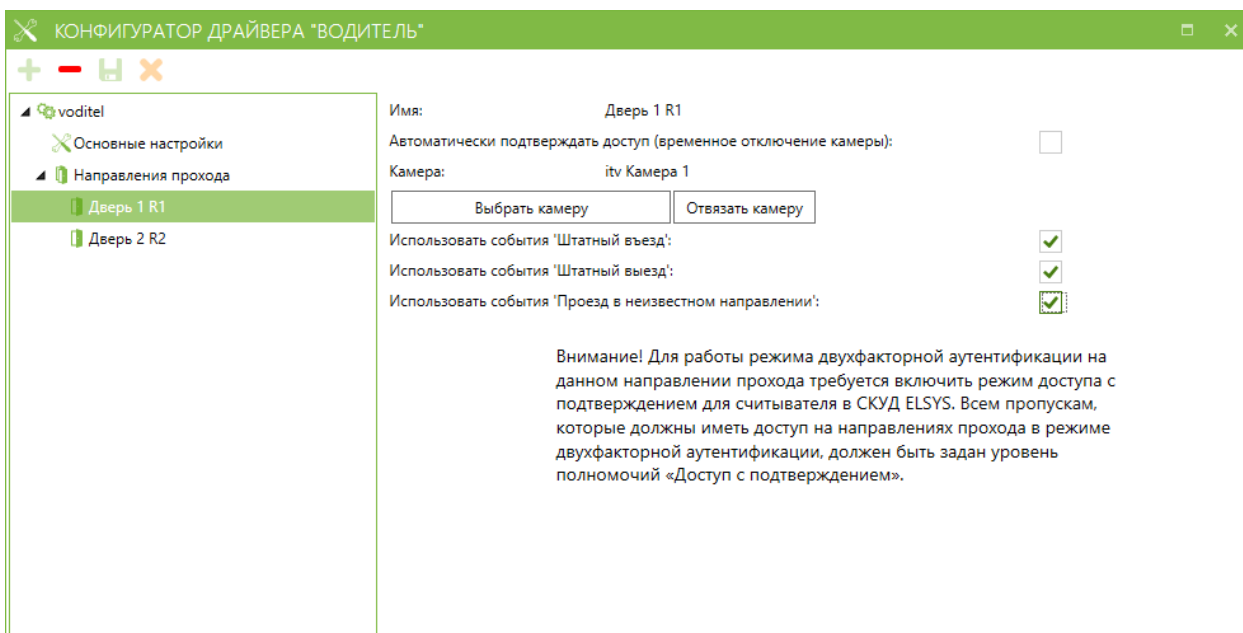 КОНФИГУРАТОР ДРАЙВЕРА "ВОДИТЕЛЬ"
voditel
Основные настройки
Направления прохода
Дверь 1 R1
Дверь 2 R2
Имя: Дверь 1 R1
Автоматически подтверждать доступ (временное отключение камеры):
Камера: itv Камера 1
Выбрать камеру Отвязать камеру
Использовать события 'Штатный въезд':
Использовать события 'Штатный выезд':
Использовать события 'Проезд в неизвестном направлении':
Внимание! Для работы режима двухфакторной аутентификации на
данном направлении прохода требуется включить режим доступа с
подтверждением для считывателя в СКУД ELSYS. Всем пропускам,
которые должны иметь доступ на направлениях прохода в режиме
двухфакторной аутентификации, должен быть задан уровень
полномочий «Доступ с подтверждением».